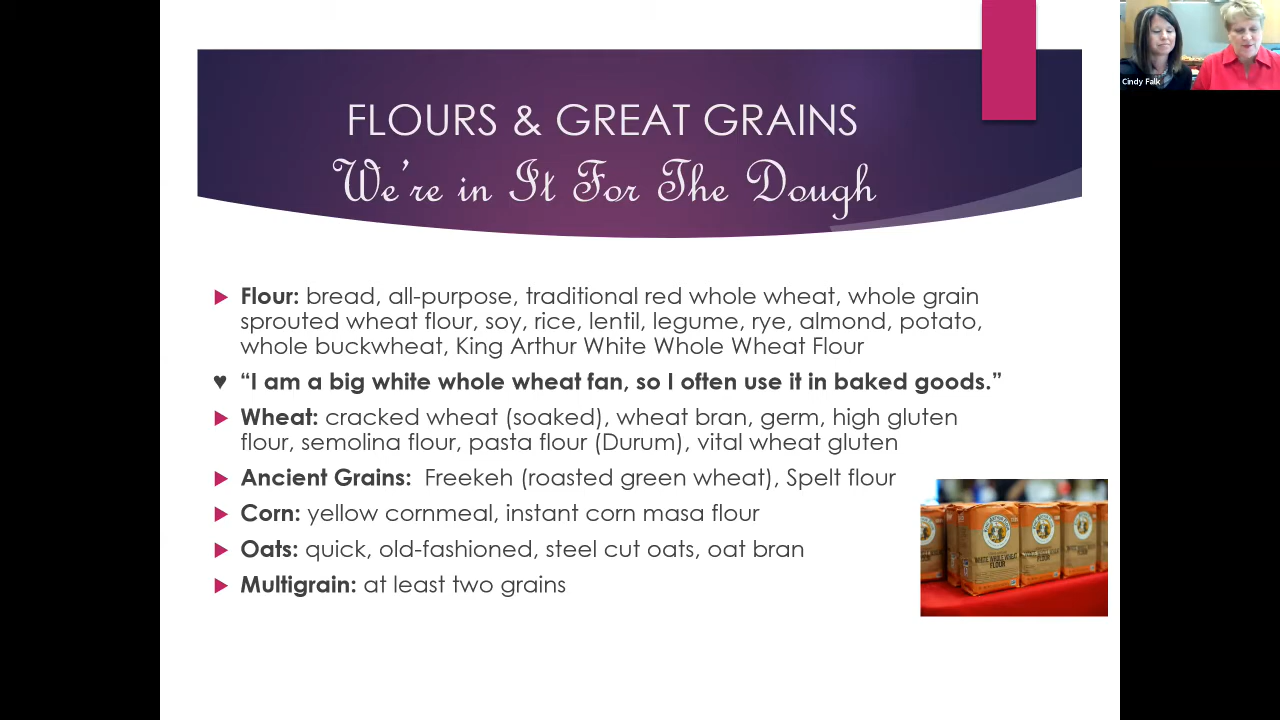 Cindy Falk
FLOURS & GREAT GRAINS
We're in It For The Dough
Flour: bread, all-purpose, traditional red whole wheat, whole grain
sprouted wheat flour, soy, rice, lentil, legume, rye, almond, potato,
whole buckwheat, King Arthur White Whole Wheat Flour
♥ “I am a big white whole wheat fan, so I often use it in baked goods.”
Wheat: cracked wheat (soaked), wheat bran, germ, high gluten
flour, semolina flour, pasta flour (Durum), vital wheat gluten
Ancient Grains: Freekeh (roasted green wheat), Spelt flour
Corn: yellow cornmeal, instant corn masa flour
Oats: quick, old-fashioned, steel cut oats, oat bran
Multigrain: at least two grains
WHITE WHOLE WHEAT
FLOUR